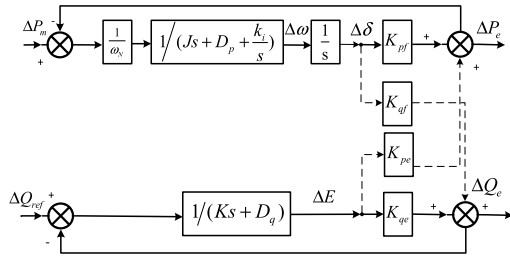 ΔP_m - + 1/ω_N 1/(Js + D_p + k_i/s) Δω 1/s Δδ K_pf + + ΔP_e
K_qf
K_pe
ΔQ_ref + - 1/(Ks + D_q) ΔE K_qe + + ΔQ_e